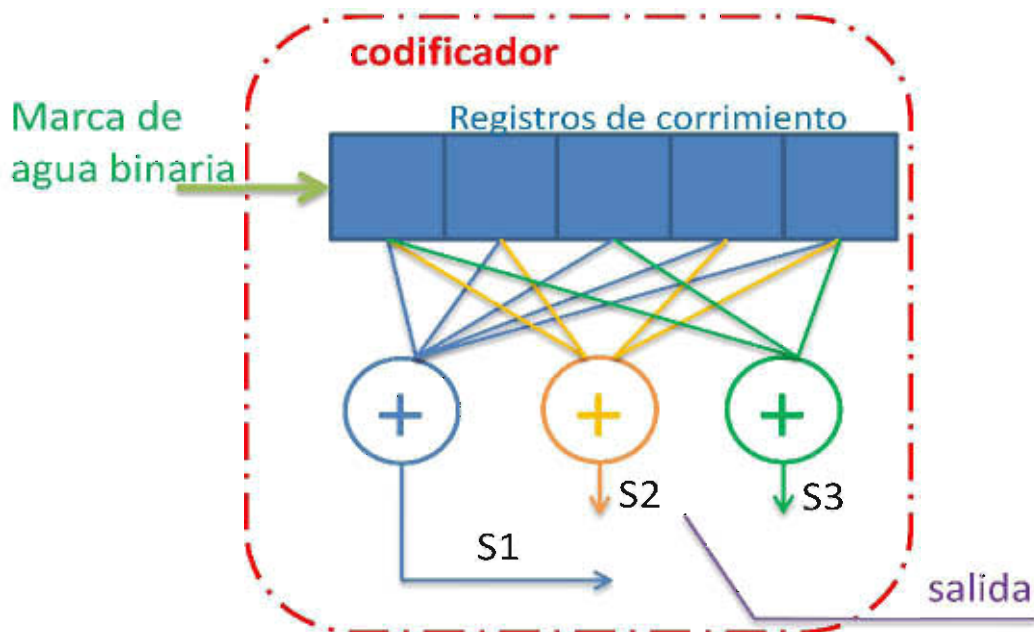 codificador
Marca de
agua binaria
Registros de corrimiento
+
+
+
S2
S3
S1
salida